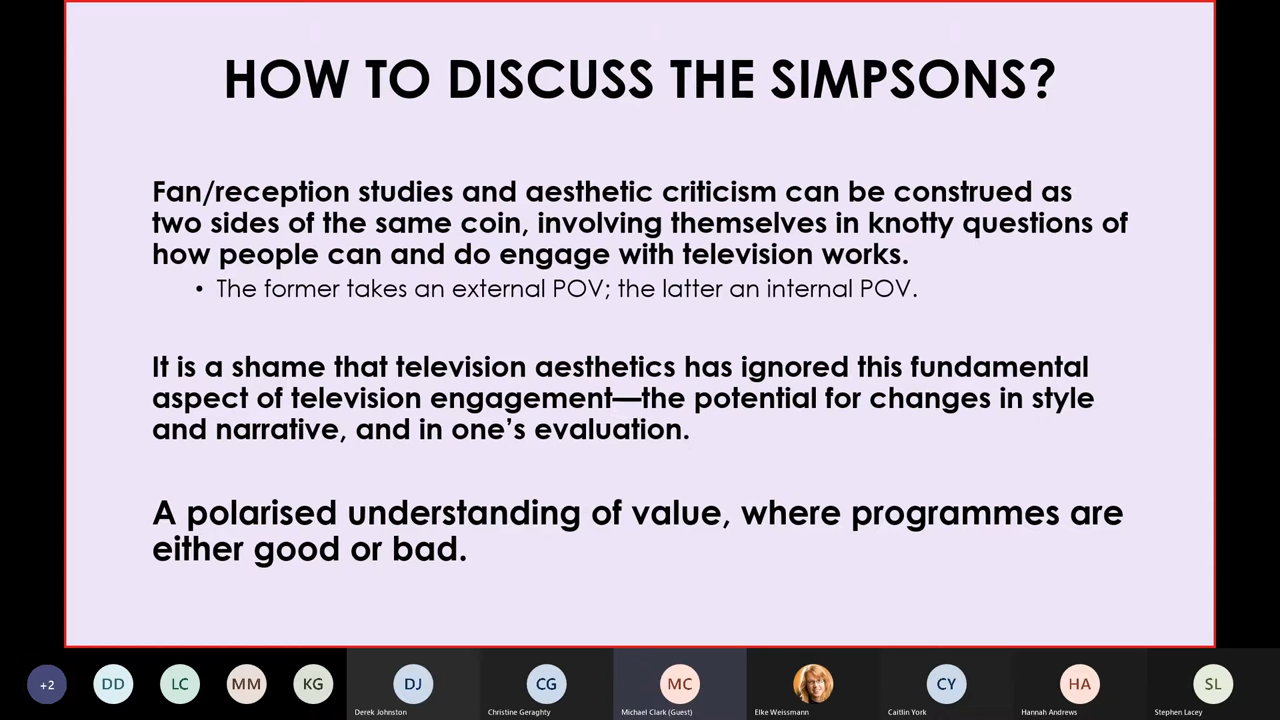 HOW TO DISCUSS THE SIMPSONS?
Fan/reception studies and aesthetic criticism can be construed as
two sides of the same coin, involving themselves in knotty questions of
how people can and do engage with television works.
• The former takes an external POV; the latter an internal POV.
It is a shame that television aesthetics has ignored this fundamental
aspect of television engagement—the potential for changes in style
and narrative, and in one’s evaluation.
A polarised understanding of value, where programmes are
either good or bad.
+2
DD
LC
MM
KG
DJ
Derek Johnston
CG
Christine Geraghty
MC
Michael Clark (Guest)
Elke Weissmann
CY
Caitlin York
HA
Hannah Andrews
SL
Stephen Lacey